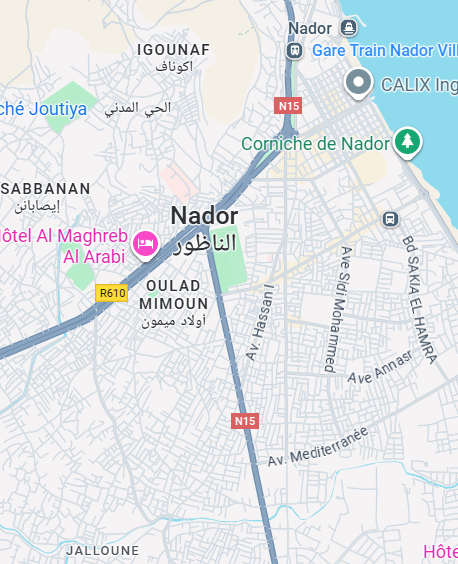 Nador
IGOUNAF
اكوناف
Gare Train Nador Vill
CALIX Ing
N15
ché Joutiya
الحي المدني
Corniche de Nador
SABBANAN
إيصابانن
Nador
الناظور
Hôtel Al Maghreb
Al Arabi
OULAD
MIMOUN
أولاد ميمون
R610
Av. Hassan I
Ave Sidi Mohammed
Bd SAKIA EL HAMRA
Ave Annasr
N15
Av. Mediterranée
JALLOUNE
Hôte